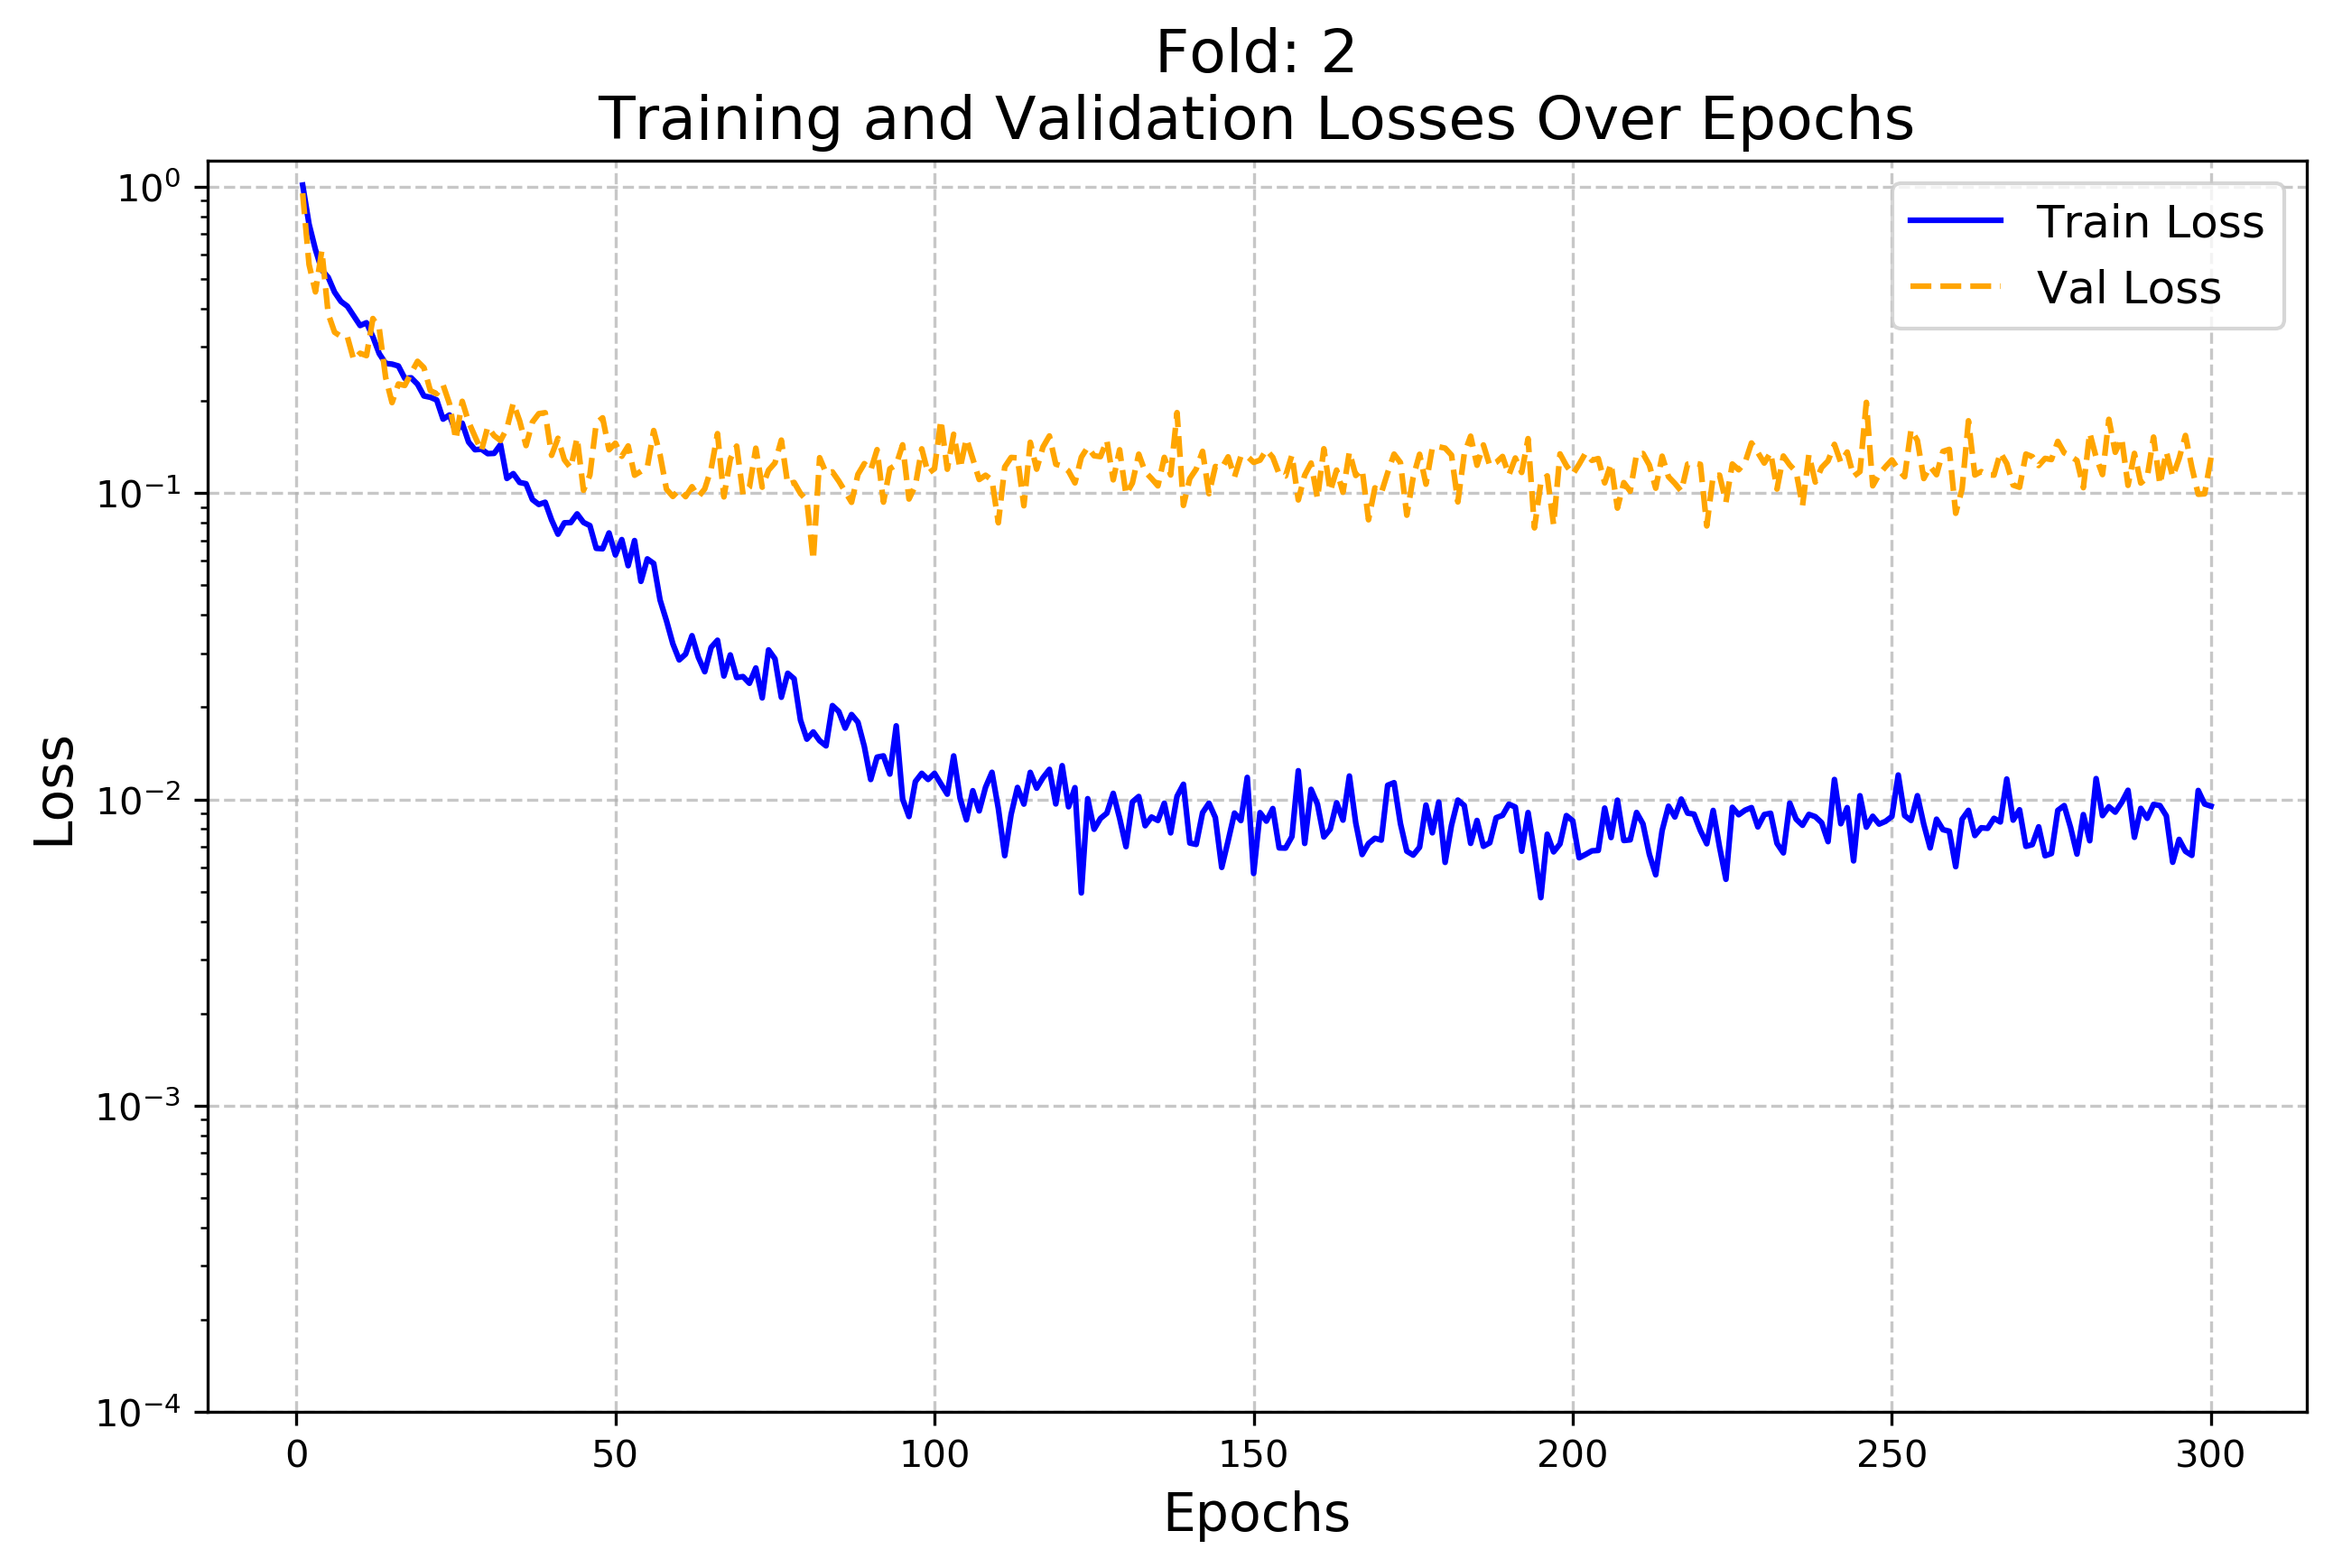 Fold: 2
Training and Validation Losses Over Epochs
10⁰
10⁻¹
10⁻²
10⁻³
10⁻⁴
Loss
Train Loss
Val Loss
0 50 100 150 200 250 300
Epochs